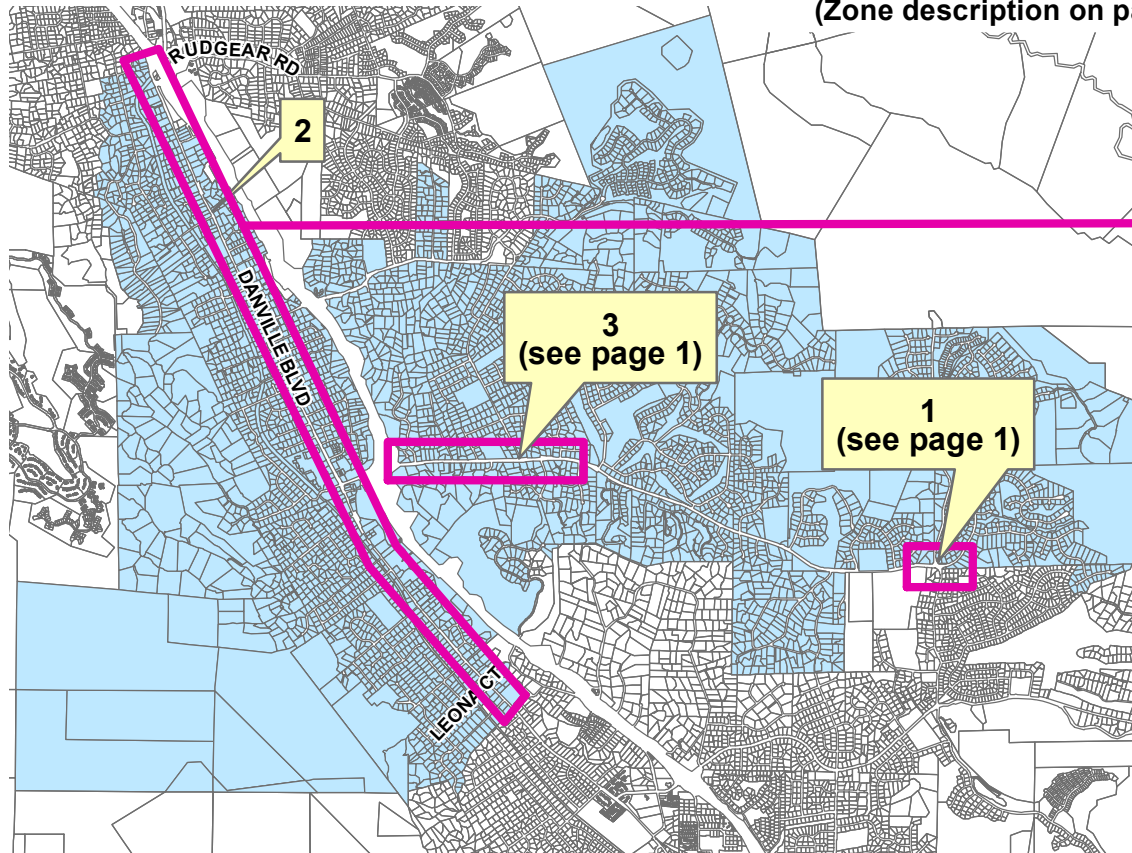 (Zone description on pa
RUDGEAR RD
2
DANVILLE BLVD
3
(see page 1)
1
(see page 1)
LEONA CT